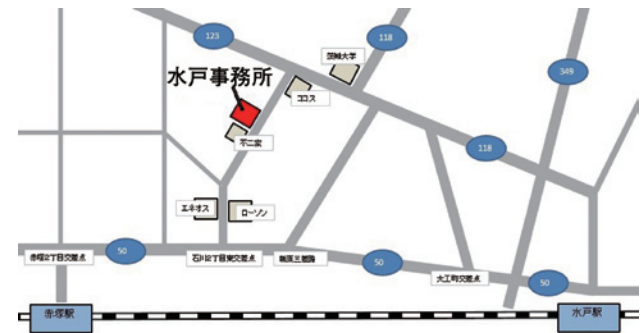 123
118
茨城大学
349
水戸事務所
ココス
不二家
118
エネオス
ローソン
赤塚2丁目交差点
50
石川2丁目東交差点
50
大工町交差点
50
赤塚駅
水戸駅